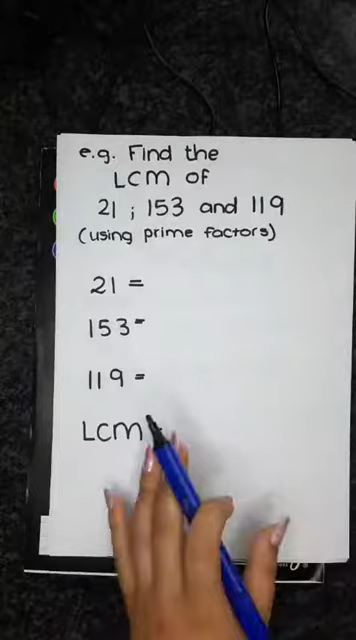 e.g. Find the
LCM of
21 ; 153 and 119
(using prime factors)
21 =
153=
119 =
LCM